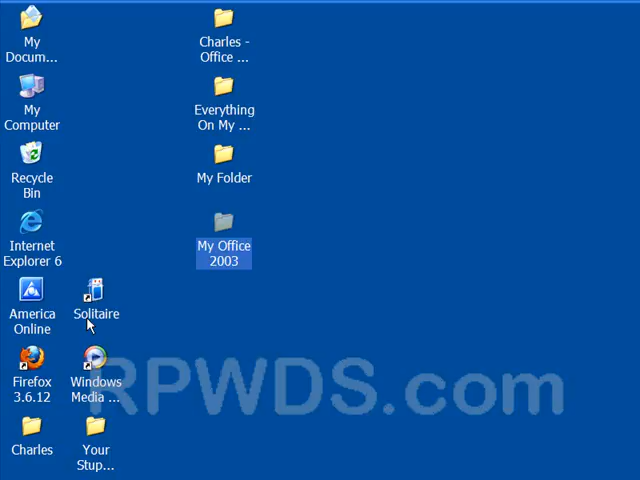 My
Docum...
My
Computer
Recycle
Bin
Internet
Explorer 6
America
Online
Firefox
3.6.12
Charles
Solitaire
Windows
Media ...
Your
Stup...
Charles -
Office ...
Everything
On My ...
My Folder
My Office
2003
RPWDS.com